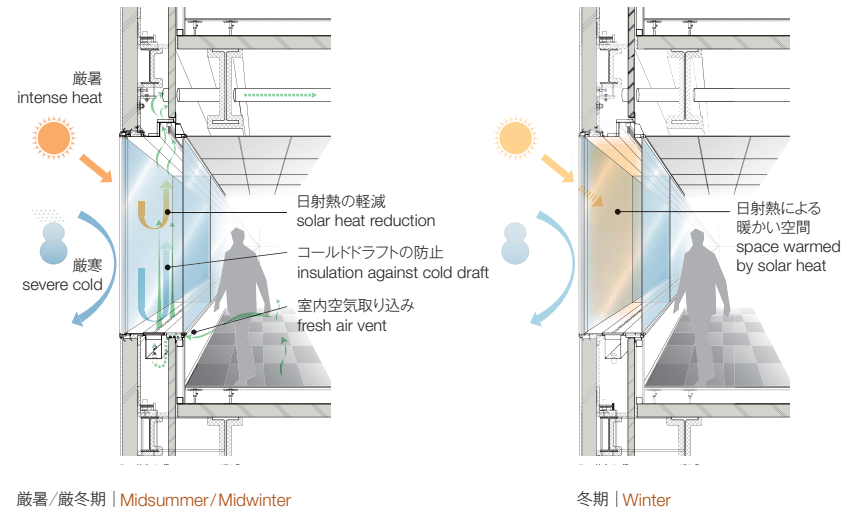 厳暑
intense heat
日射熱の軽減
solar heat reduction
コールドドラフトの防止
insulation against cold draft
厳寒
severe cold
室内空気取り込み
fresh air vent
厳暑/厳冬期 | Midsummer/Midwinter
日射熱による
暖かい空間
space warmed
by solar heat
冬期 | Winter